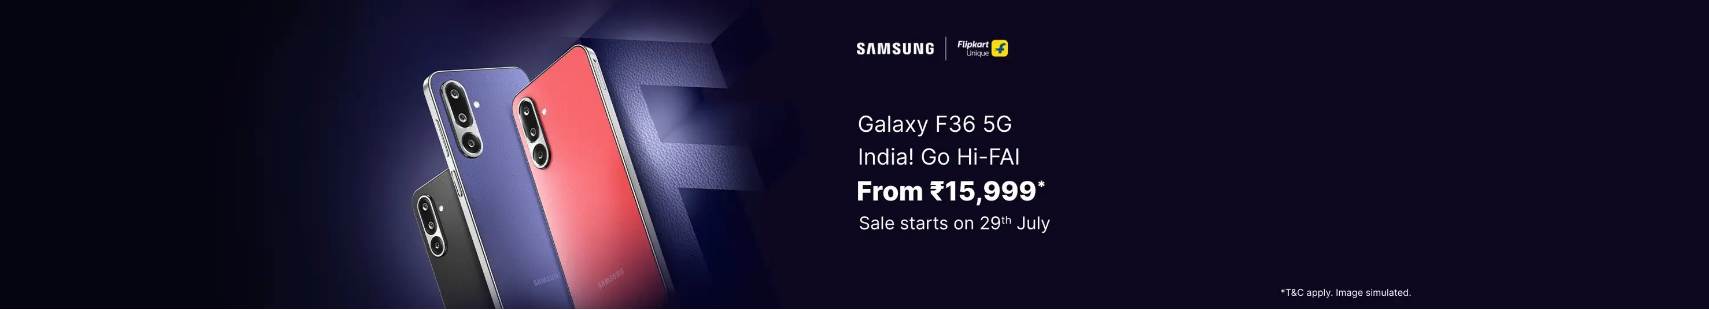 SAMSUNG
Flipkart
Unique
Galaxy F36 5G
India! Go Hi-FAI
From ₹15,999*
Sale starts on 29th July
SAMSUNG
SAMSUNG
*T&C apply. Image simulated.